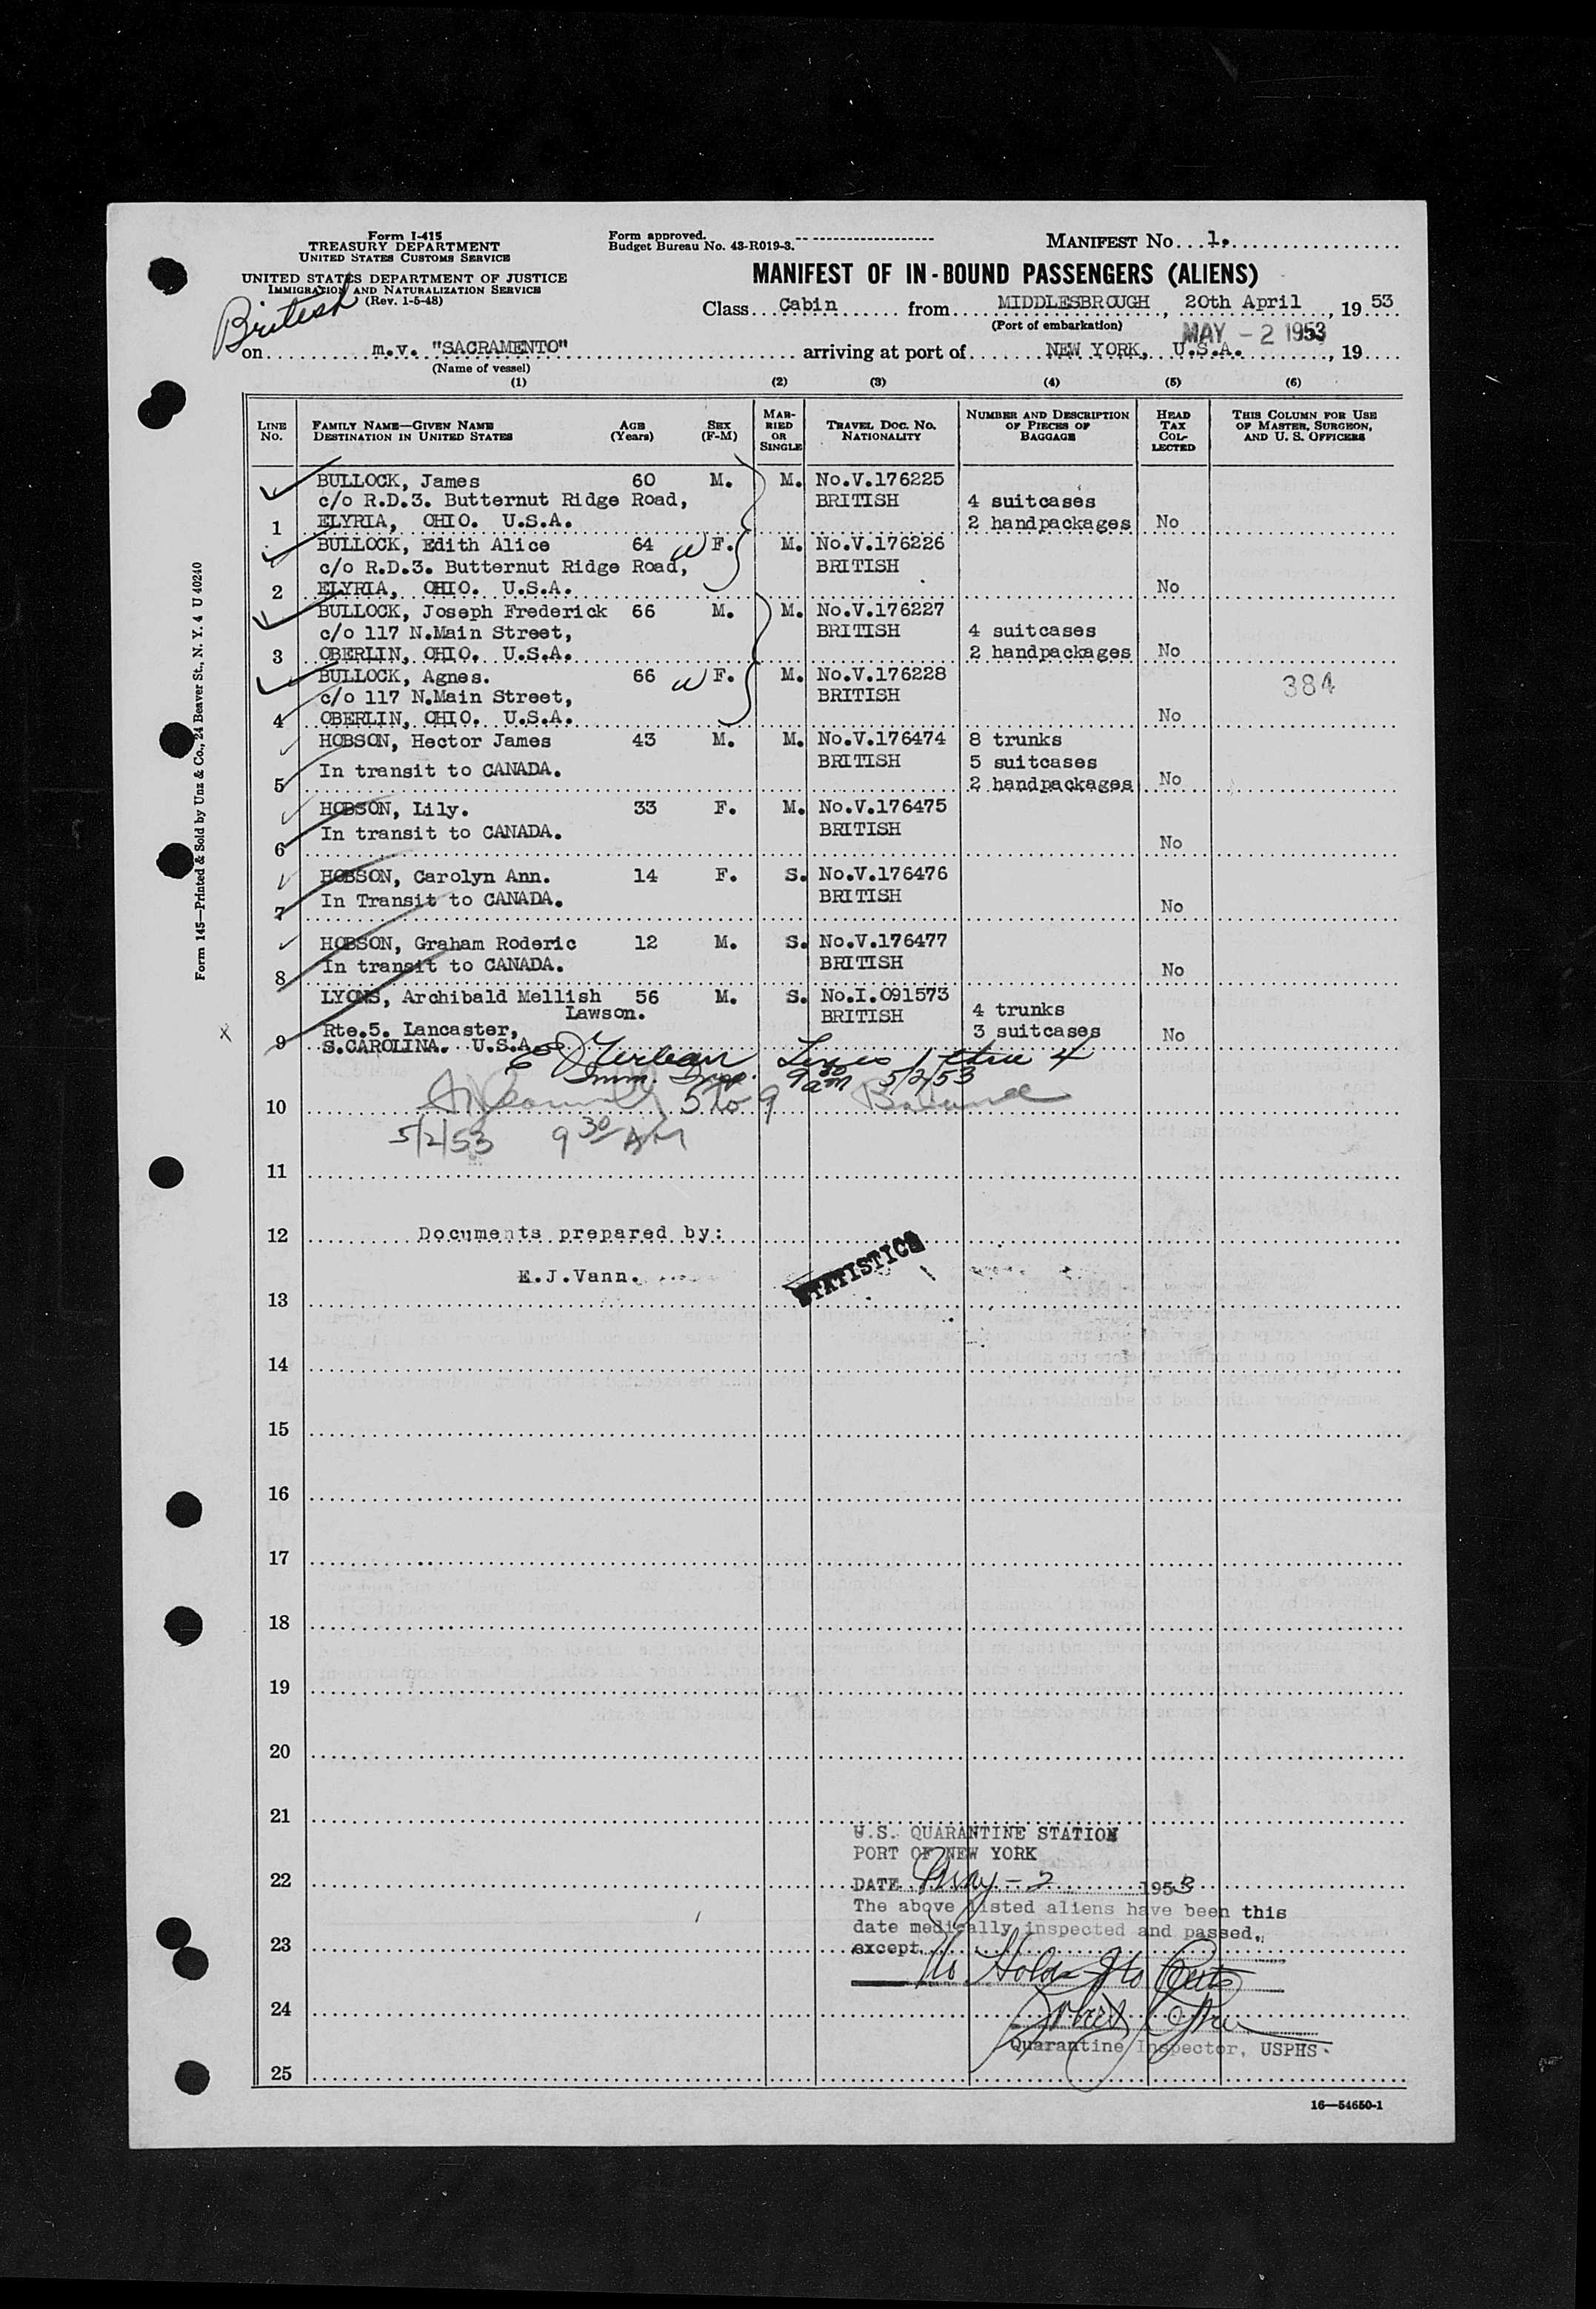 Form I-415
TREASURY DEPARTMENT
UNITED STATES CUSTOMS SERVICE
UNITED STATES DEPARTMENT OF JUSTICE
IMMIGRATION AND NATURALIZATION SERVICE
(Rev. 1-5-48)
Form approved.
Budget Bureau No. 43-R019-3.
MANIFEST No. 1.
MANIFEST OF IN-BOUND PASSENGERS (ALIENS)
British
Class Cabin from MIDDLESBROUGH, 20th April, 1953
(Port of embarkation)
MAY - 2 1953
on m.v. "SACRAMENTO" arriving at port of NEW YORK, U.S.A., 19
(Name of vessel)
(1) (2) (3) (4) (5) (6)
LINE No. FAMILY NAME—GIVEN NAME DESTINATION IN UNITED STATES AGE (Years) SEX (F-M) MARRIED OR SINGLE TRAVEL DOC. NO. NATIONALITY NUMBER AND DESCRIPTION OF PIECES OF BAGGAGE HEAD TAX COLLECTED THIS COLUMN FOR USE OF MASTER, SURGEON, AND U. S. OFFICERS
BULLOCK, James 60 M. M. No.V.176225
c/o R.D.3. Butternut Ridge Road, BRITISH 4 suitcases
1 ELYRIA, OHIO. U.S.A. 2 handpackages No
BULLOCK, Edith Alice 64 W F. M. No.V.176226
c/o R.D.3. Butternut Ridge Road, BRITISH
2 ELYRIA, OHIO. U.S.A. No
BULLOCK, Joseph Frederick 66 M. M. No.V.176227
c/o 117 N.Main Street, BRITISH 4 suitcases
3 OBERLIN, OHIO. U.S.A. 2 handpackages No
BULLOCK, Agnes. 66 W F. M. No.V.176228
c/o 117 N.Main Street, BRITISH 384
4 OBERLIN, OHIO. U.S.A. No
HOBSON, Hector James 43 M. M. No.V.176474 8 trunks
BRITISH 5 suitcases
5 In transit to CANADA. 2 handpackages No
HOBSON, Lily. 33 F. M. No.V.176475
In transit to CANADA. BRITISH
6 No
HOBSON, Carolyn Ann. 14 F. S. No.V.176476
In Transit to CANADA. BRITISH
7 No
HOBSON, Graham Roderic 12 M. S. No.V.176477
In transit to CANADA. BRITISH
8 No
LYONS, Archibald Mellish 56 M. S. No.I.091573
Lawson. BRITISH 4 trunks
Rte.5. Lancaster, 3 suitcases
x 9 S.CAROLINA. U.S.A. No
Lines 1 thru 4
Imm. Insp. 9 30 am 5/2/53
10 5 to 9
5/2/53 9 30 AM
11
12 Documents prepared by:
E.J.Vann.
STATISTICS
13
14
15
16
17
18
19
20
21
U.S. QUARANTINE STATION
PORT OF NEW YORK
22 DATE May - 2 1953
The above listed aliens have been this
date medically inspected and passed,
23 except
No Holds
24
Quarantine Inspector, USPHS.
25
16—54650-1
Form 145—Printed & Sold by Unz & Co., 24 Beaver St., N. Y. 4 U 40240